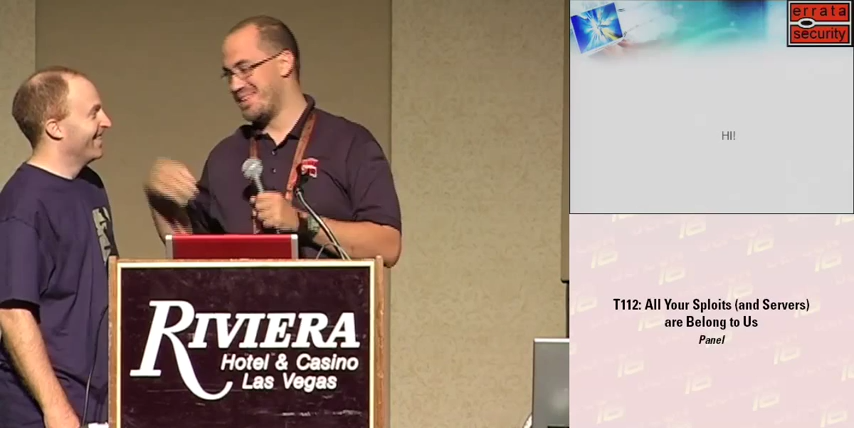 RIVIERA
Hotel & Casino
Las Vegas
errata
security
HI!
T112: All Your Sploits (and Servers)
are Belong to Us
Panel